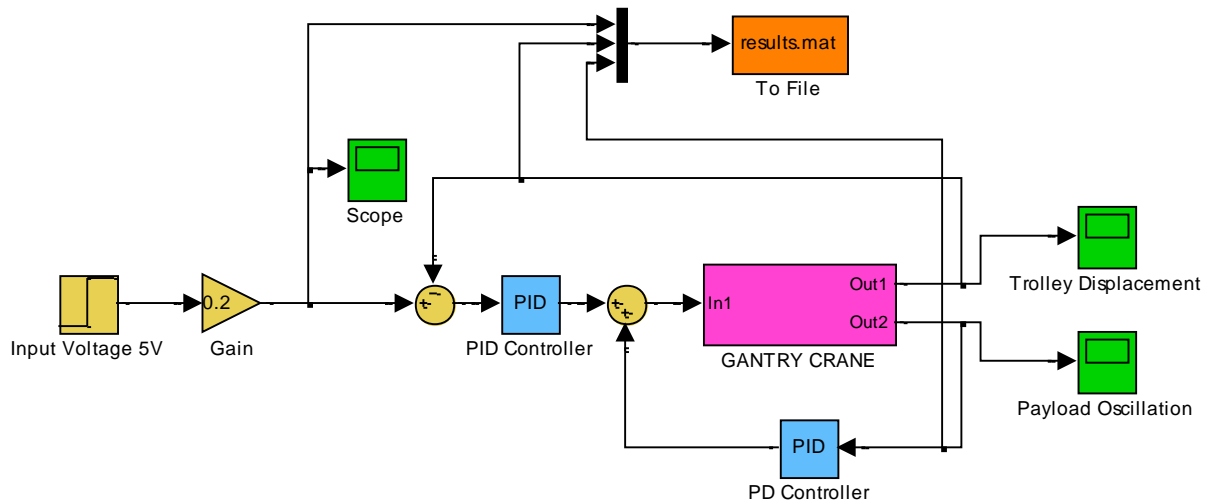 results.mat
To File
Scope
Input Voltage 5V
0.2
Gain
PID
PID Controller
In1
Out1
Out2
GANTRY CRANE
Trolley Displacement
Payload Oscillation
PID
PD Controller